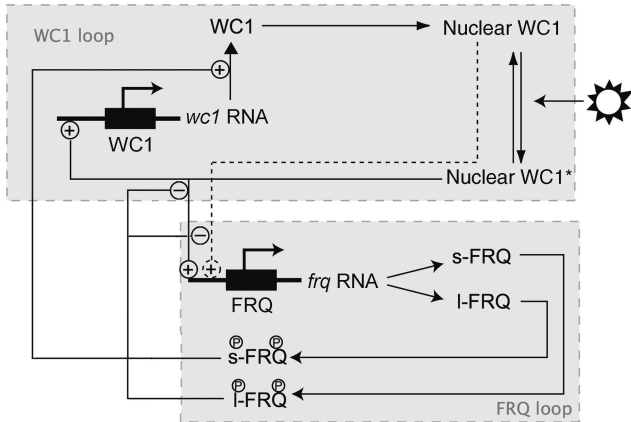 WC1 loop
WC1
Nuclear WC1
+
wc1 RNA
+
WC1
Nuclear WC1*
−
−
+
+
FRQ
frq RNA
s-FRQ
l-FRQ
P P
s-FRQ
P P
l-FRQ
FRQ loop